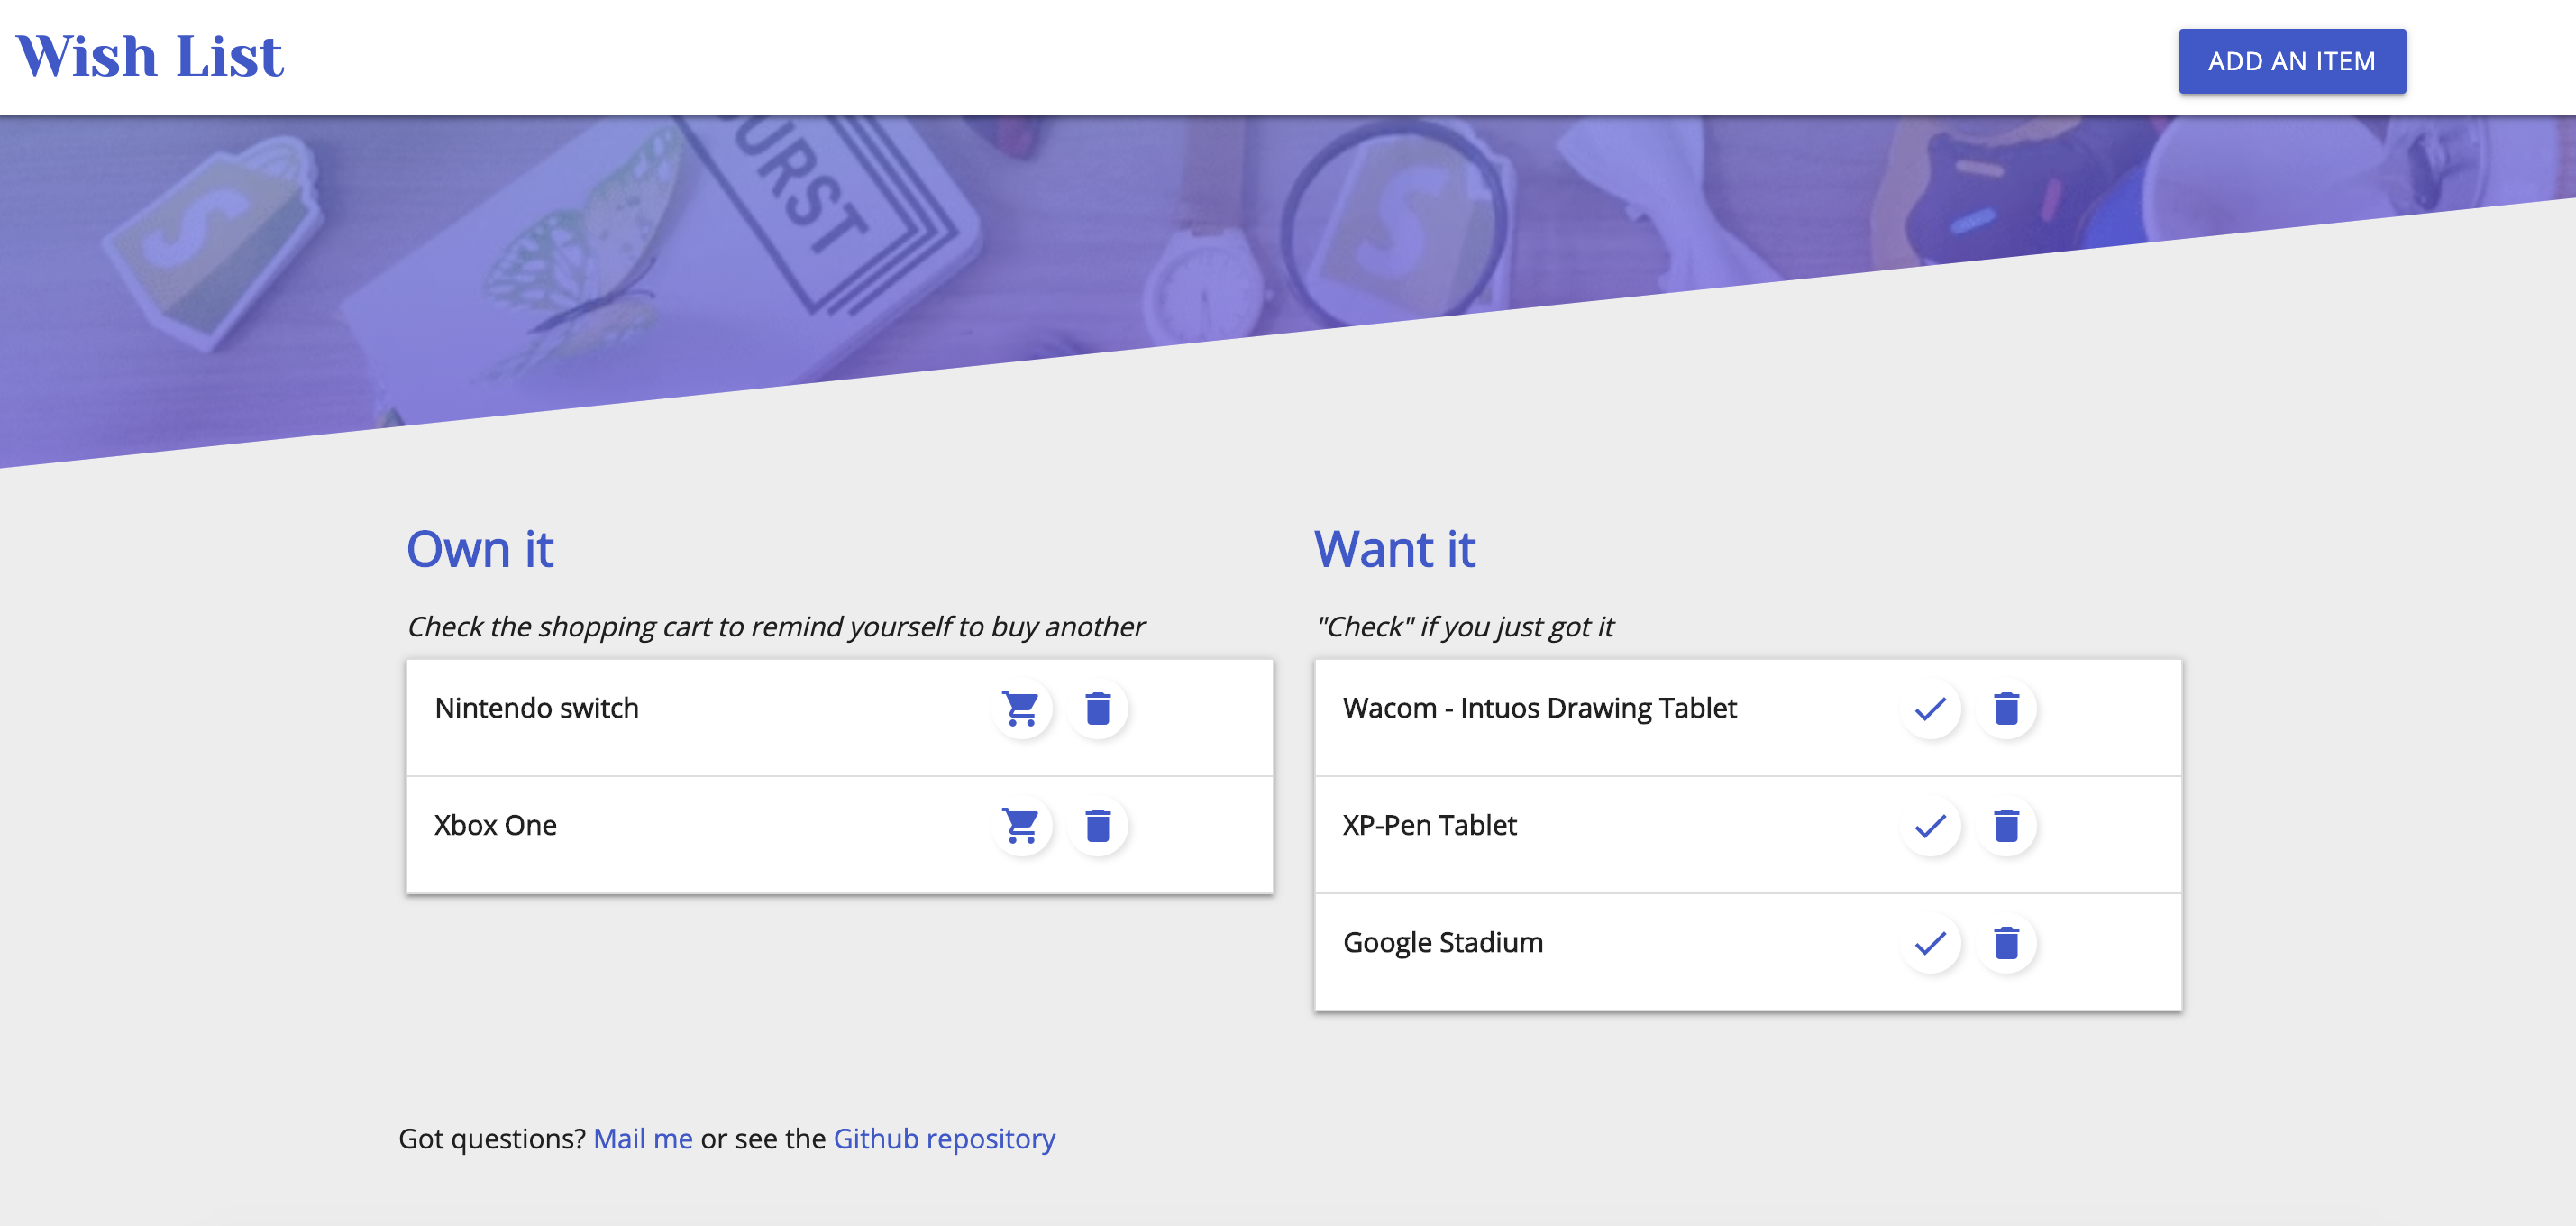 Wish List
ADD AN ITEM
URST
S
S
Own it
Check the shopping cart to remind yourself to buy another
Nintendo switch
Xbox One
Want it
"Check" if you just got it
Wacom - Intuos Drawing Tablet
XP-Pen Tablet
Google Stadium
Got questions? Mail me or see the Github repository